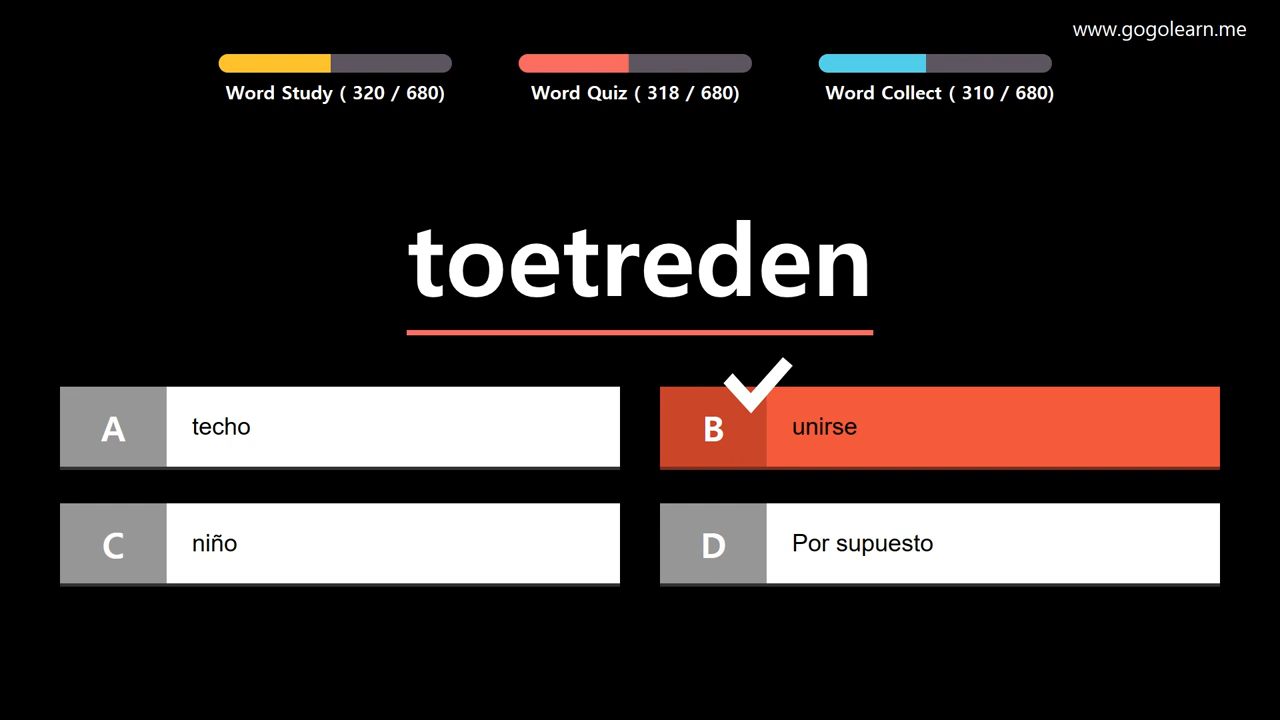 www.gogolearn.me
Word Study ( 320 / 680)
Word Quiz ( 318 / 680)
Word Collect ( 310 / 680)
toetreden
A techo
B unirse
C niño
D Por supuesto